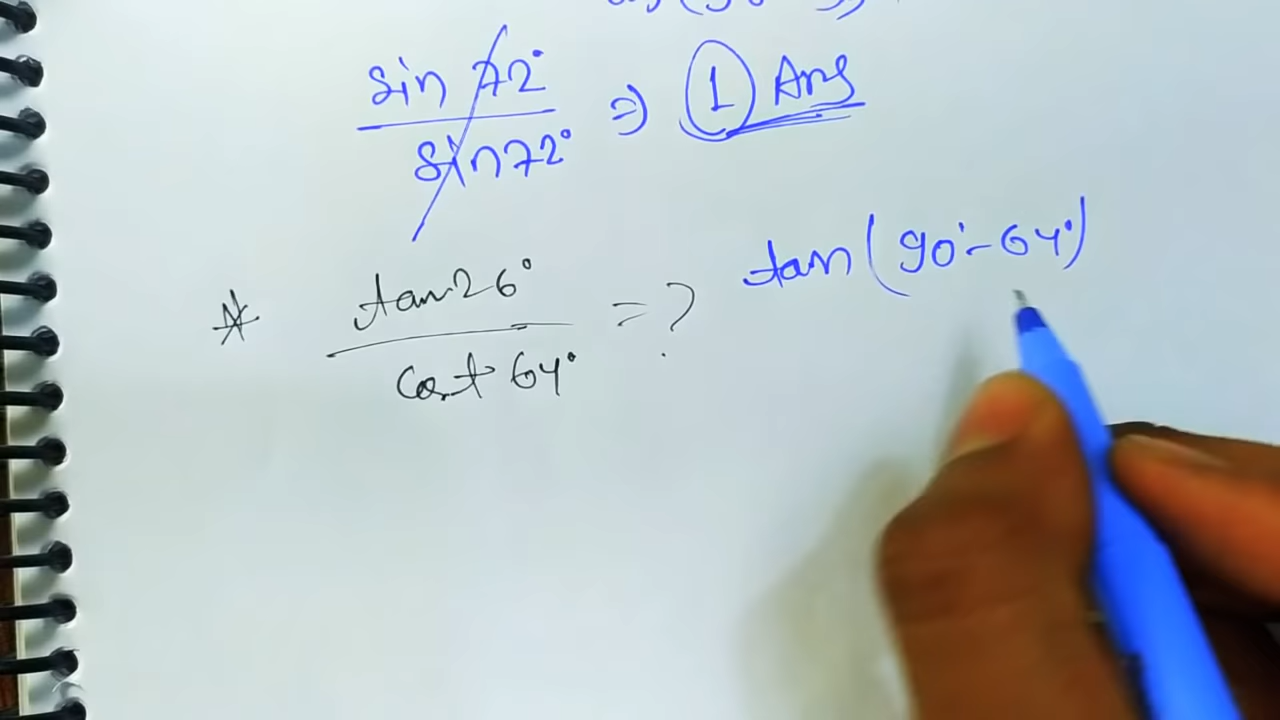 sin 72°
sin 72° ⇒ 1 Ans
* tan 26°
cot 64° = ?
tan (90° - 64°)